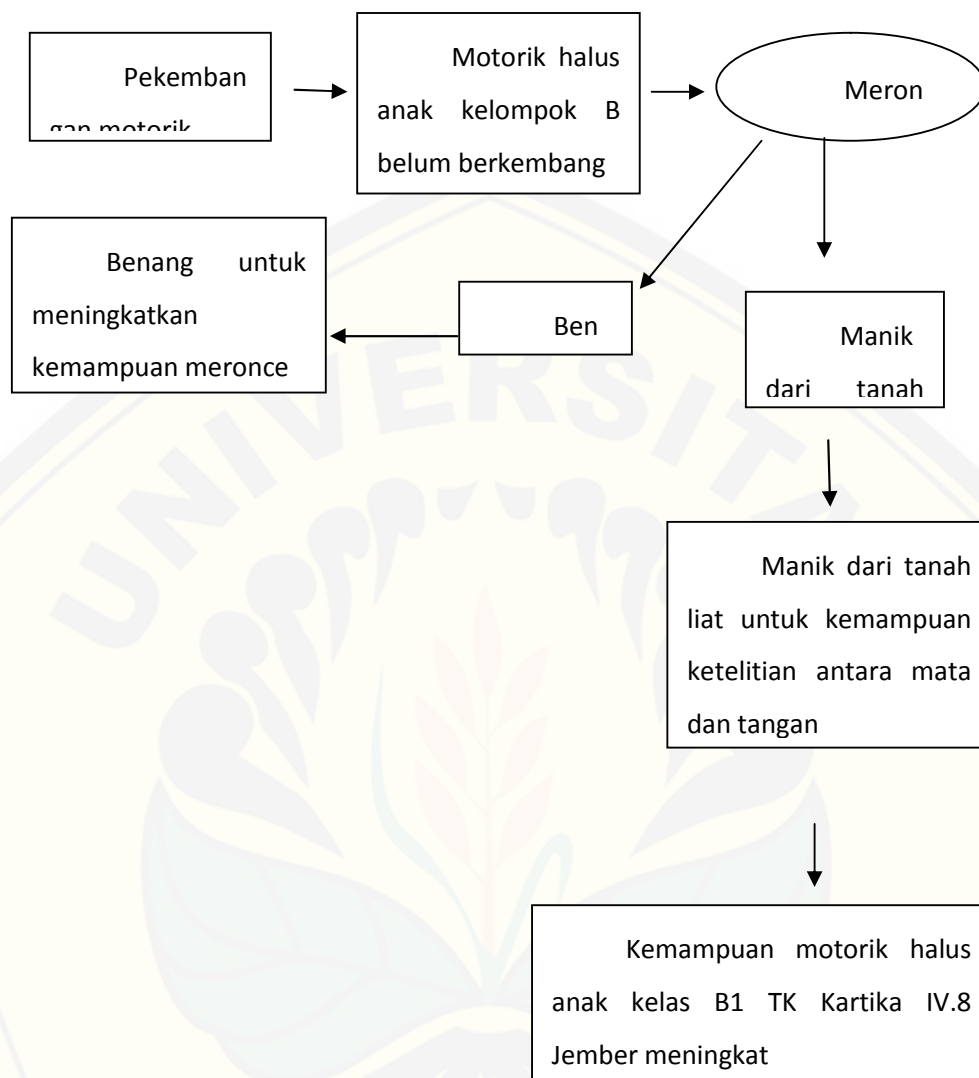 Pekemban
gan motorik
Motorik halus
anak kelompok B
belum berkembang
Meron
Benang untuk
meningkatkan
kemampuan meronce
Ben
Manik
dari tanah
Manik dari tanah
liat untuk kemampuan
ketelitian antara mata
dan tangan
Kemampuan motorik halus
anak kelas B1 TK Kartika IV.8
Jember meningkat
UNIVERSITA